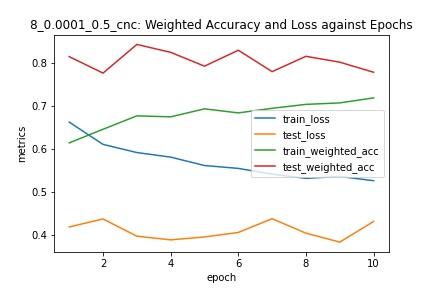 8_0.0001_0.5_cnc: Weighted Accuracy and Loss against Epochs
0.8
0.7
0.6
0.5
0.4
metrics
train_loss
test_loss
train_weighted_acc
test_weighted_acc
2
4
6
8
10
epoch